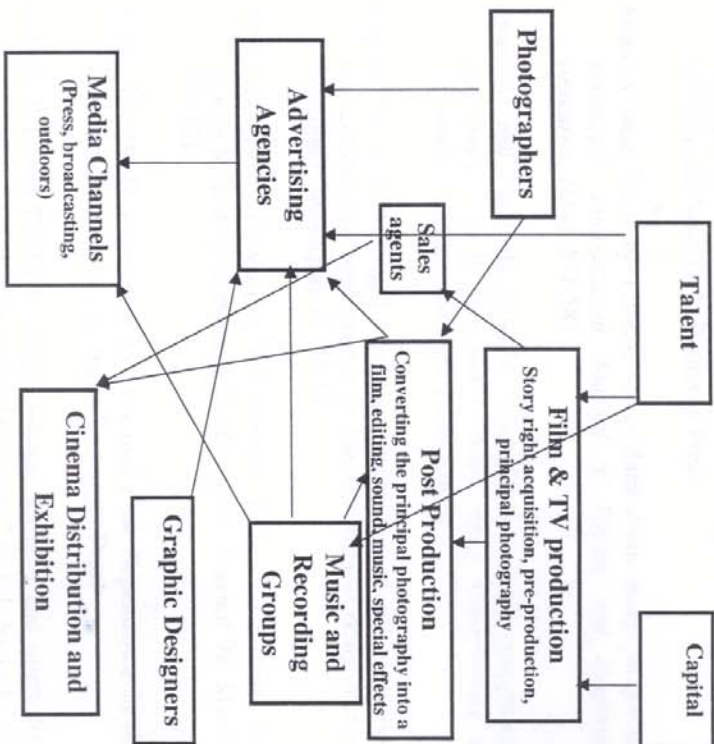 Photographers
Talent
Capital
Film & TV production
Story right acquisition, pre-production,
principal photography
Sales
agents
Advertising
Agencies
Post Production
Converting the principal photography into a
film, editing, sound, music, special effects
Music and
Recording
Groups
Media Channels
(Press, broadcasting,
outdoors)
Graphic Designers
Cinema Distribution and
Exhibition